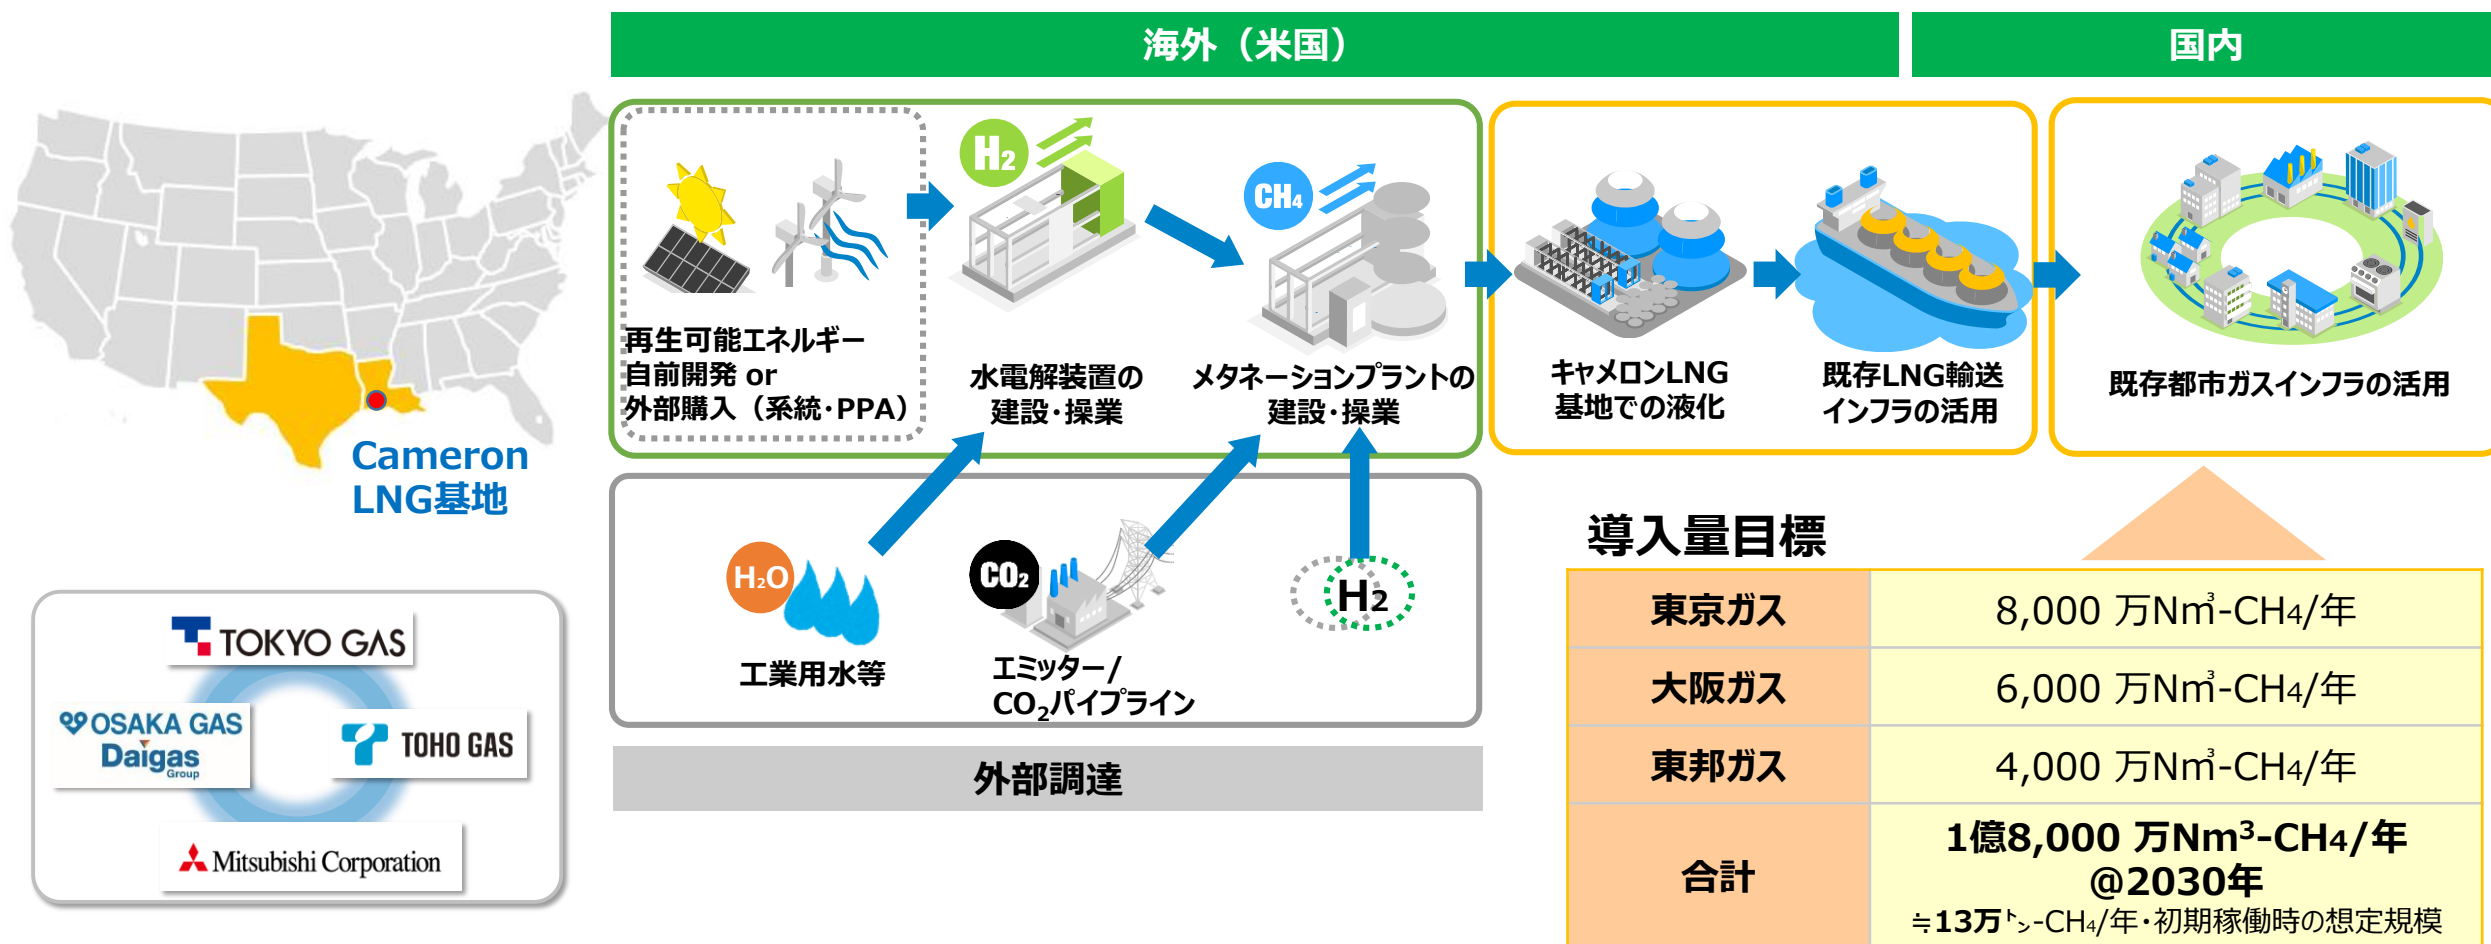 海外（米国）
国内
H₂
CH₄
再生可能エネルギー
自前開発 or
外部購入（系統・PPA）
水電解装置の
建設・操業
メタネーションプラントの
建設・操業
キャメロンLNG
基地での液化
既存LNG輸送
インフラの活用
既存都市ガスインフラの活用
Cameron
LNG基地
H₂O
工業用水等
CO₂
エミッター/
CO₂パイプライン
H₂
外部調達
TOKYO GAS
OSAKA GAS
Daigas
Group
TOHO GAS
Mitsubishi Corporation
導入量目標
東京ガス 8,000 万Nm³-CH₄/年
大阪ガス 6,000 万Nm³-CH₄/年
東邦ガス 4,000 万Nm³-CH₄/年
合計
1億8,000 万Nm³-CH₄/年
@2030年
≒13万㌧-CH₄/年・初期稼働時の想定規模